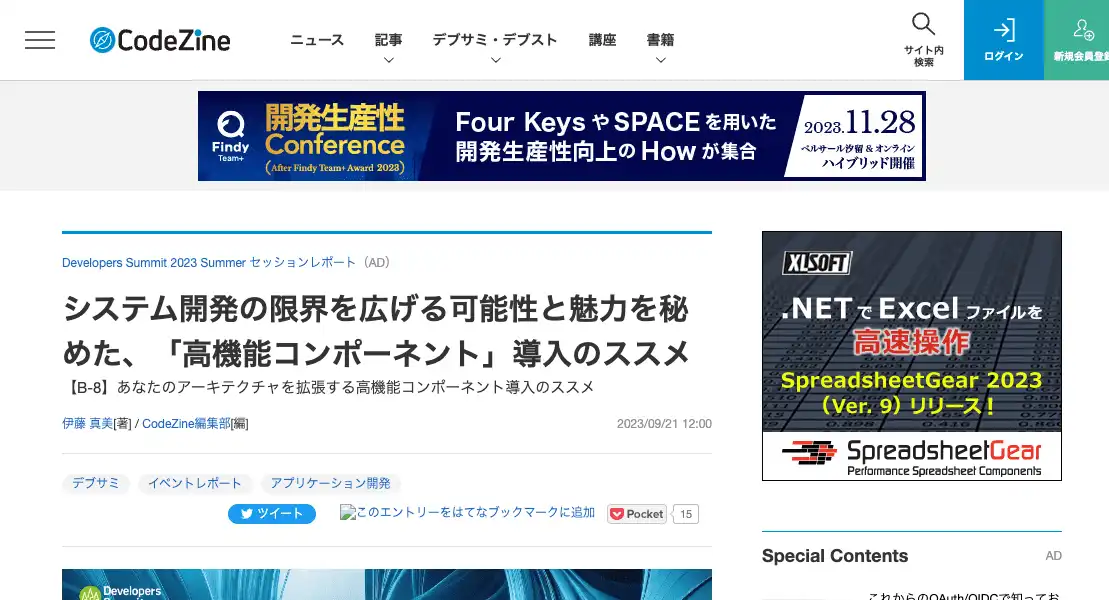 CodeZine
ニュース
記事
デブサミ・デブスト
講座
書籍
サイト内
検索
ログイン
新規会員登録
Findy
Team+
開発生産性
Conference
(After Findy Team+ Award 2023)
Four Keys や SPACE を用いた
開発生産性向上の How が集合
2023.11.28
ベルサール汐留 & オンライン
ハイブリッド開催
Developers Summit 2023 Summer セッションレポート（AD）
システム開発の限界を広げる可能性と魅力を秘
めた、「高機能コンポーネント」導入のススメ
【B-8】あなたのアーキテクチャを拡張する高機能コンポーネント導入のススメ
伊藤 真美[著] / CodeZine編集部[編]
2023/09/21 12:00
デブサミ
イベントレポート
アプリケーション開発
ツイート
このエントリーをはてなブックマークに追加
Pocket
15
Developers
XLSOFT
.NET で Excel ファイルを
高速操作
SpreadsheetGear 2023
（Ver. 9）リリース！
SpreadsheetGear
Performance Spreadsheet Components
Special Contents
AD
これからのOAuth/OIDCで知ってお